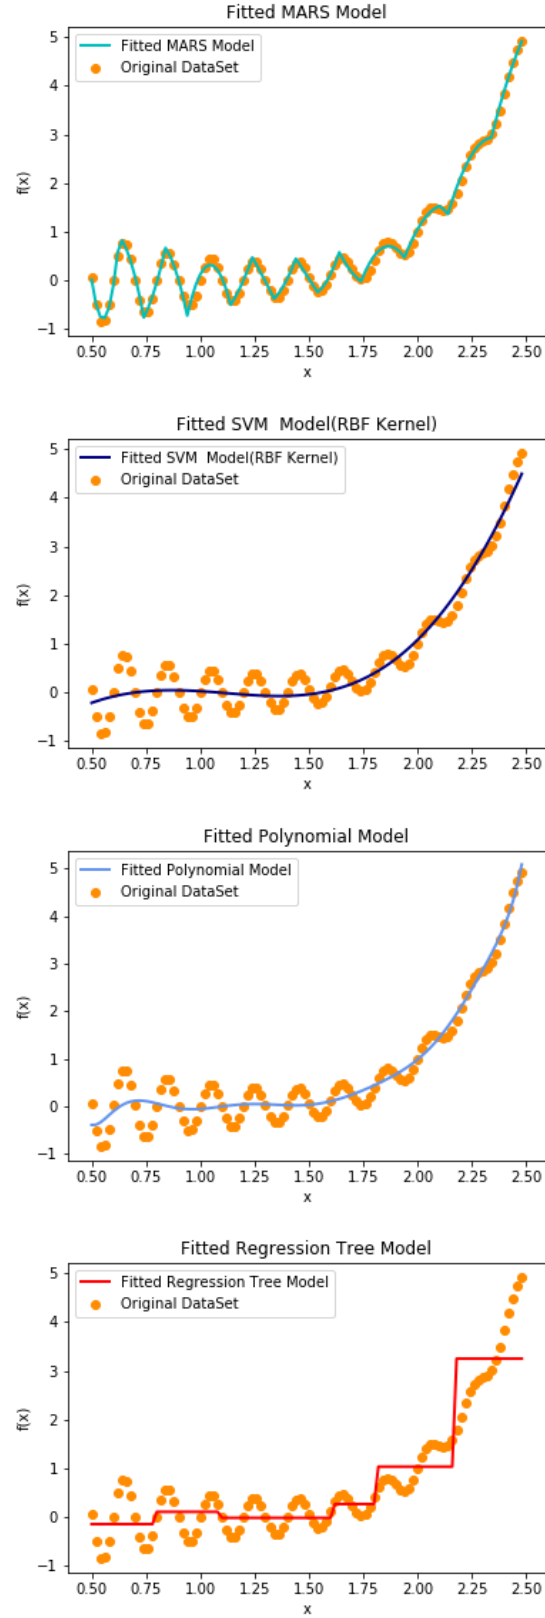 Fitted MARS Model
Fitted MARS Model
Original DataSet
5
4
3
2
1
0
−1
f(x)
0.50 0.75 1.00 1.25 1.50 1.75 2.00 2.25 2.50
x
Fitted SVM  Model(RBF Kernel)
Fitted SVM  Model(RBF Kernel)
Original DataSet
5
4
3
2
1
0
−1
f(x)
0.50 0.75 1.00 1.25 1.50 1.75 2.00 2.25 2.50
x
Fitted Polynomial Model
Fitted Polynomial Model
Original DataSet
5
4
3
2
1
0
−1
f(x)
0.50 0.75 1.00 1.25 1.50 1.75 2.00 2.25 2.50
x
Fitted Regression Tree Model
Fitted Regression Tree Model
Original DataSet
5
4
3
2
1
0
−1
f(x)
0.50 0.75 1.00 1.25 1.50 1.75 2.00 2.25 2.50
x